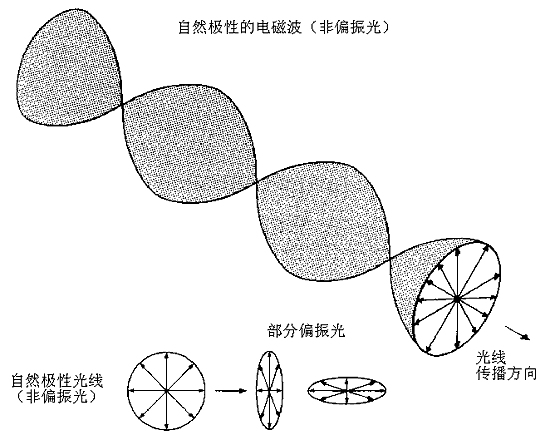 自然极性的电磁波（非偏振光）
部分偏振光
光线
传播方向
自然极性光线
（非偏振光）